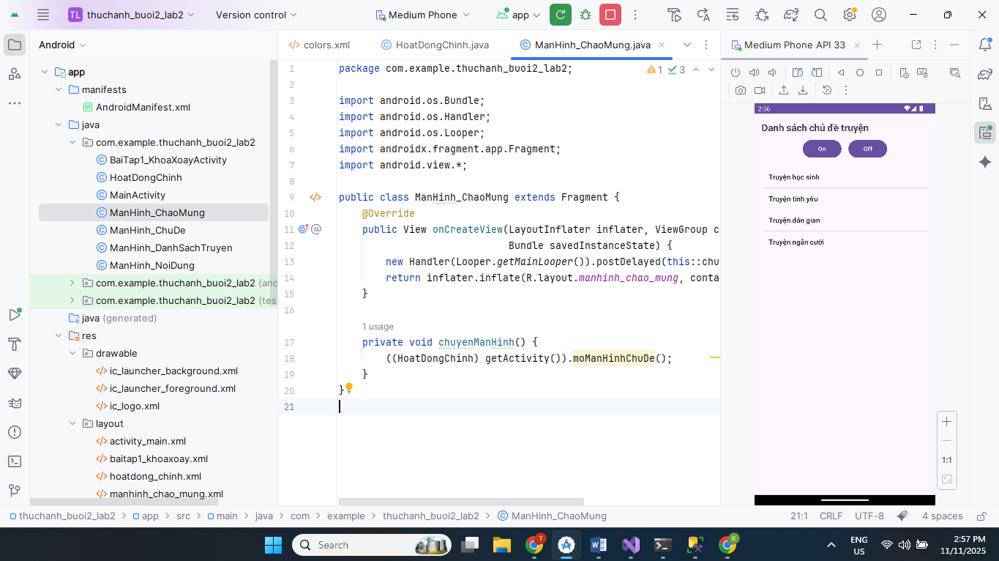 TL thuchanh_buoi2_lab2 Version control Medium Phone app
Android
app
manifests
AndroidManifest.xml
java
com.example.thuchanh_buoi2_lab2
BaiTap1_KhoaXoayActivity
HoatDongChinh
MainActivity
ManHinh_ChaoMung
ManHinh_ChuDe
ManHinh_DanhSachTruyen
ManHinh_NoiDung
com.example.thuchanh_buoi2_lab2 (and
com.example.thuchanh_buoi2_lab2 (tes
java (generated)
res
drawable
ic_launcher_background.xml
ic_launcher_foreground.xml
ic_logo.xml
layout
activity_main.xml
baitap1_khoaxoay.xml
hoatdong_chinh.xml
manhinh_chao_mung.xml
colors.xml HoatDongChinh.java ManHinh_ChaoMung.java
1 3
1 package com.example.thuchanh_buoi2_lab2;
2
3 import android.os.Bundle;
4 import android.os.Handler;
5 import android.os.Looper;
6 import androidx.fragment.app.Fragment;
7 import android.view.*;
8
9 public class ManHinh_ChaoMung extends Fragment {
10 @Override
11 public View onCreateView(LayoutInflater inflater, ViewGroup c
12 Bundle savedInstanceState) {
13 new Handler(Looper.getMainLooper()).postDelayed(this::chu
14 return inflater.inflate(R.layout.manhinh_chao_mung, conta
15 }
16
1 usage
17 private void chuyenManHinh() {
18 ((HoatDongChinh) getActivity()).moManHinhChuDe();
19 }
20 }
21
Medium Phone API 33
2:56
Danh sách chủ đề truyện
On Off
Truyện học sinh
Truyện tình yêu
Truyện dân gian
Truyện ngắn cười
1:1
thuchanh_buoi2_lab2 > app > src > main > java > com > example > thuchanh_buoi2_lab2 > ManHinh_ChaoMung 21:1 CRLF UTF-8 4 spaces
Search
T
K
ENG
US
2:57 PM
11/11/2025